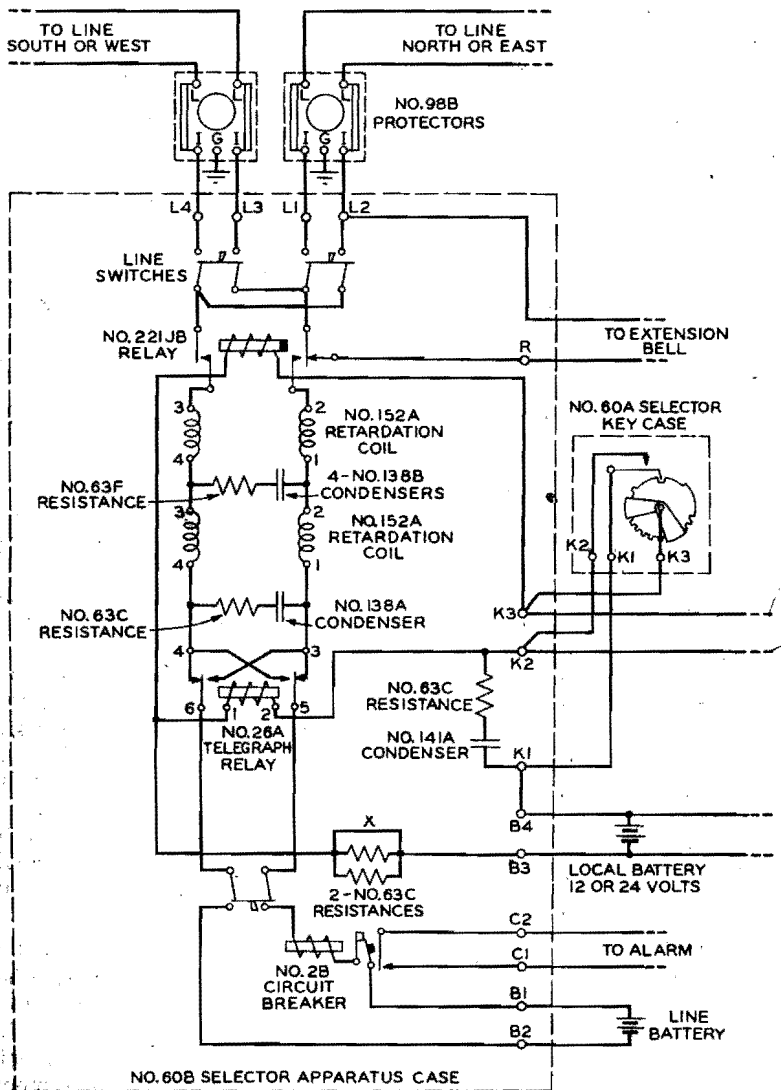 TO LINE
SOUTH OR WEST
TO LINE
NORTH OR EAST
L L
I G I
L L
I G I
NO.98B
PROTECTORS
L4 L3 L1 L2
LINE
SWITCHES
NO.221JB
RELAY
R
TO EXTENSION
BELL
3 2
NO.152A
RETARDATION
COIL
4 1
NO.60A SELECTOR
KEY CASE
NO.63F
RESISTANCE
4-NO.138B
CONDENSERS
3 2
NO.152A
RETARDATION
COIL
4 1
K2 K1 K3
NO.63C
RESISTANCE
NO.138A
CONDENSER
K3
4 3
K2
6 1 2 5
NO.26A
TELEGRAPH
RELAY
NO.63C
RESISTANCE
NO.141A
CONDENSER
K1
X
B4
B3
2-NO.63C
RESISTANCES
LOCAL BATTERY
12 OR 24 VOLTS
C2
C1
TO ALARM
NO.2B
CIRCUIT
BREAKER
B1
B2
LINE
BATTERY
NO.60B SELECTOR APPARATUS CASE